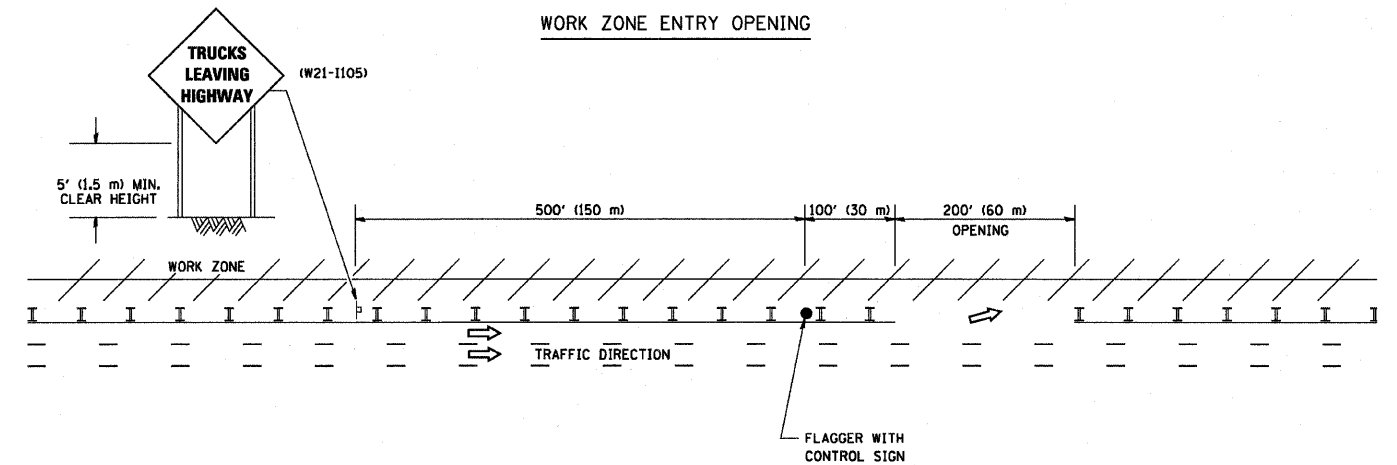 WORK ZONE ENTRY OPENING
TRUCKS
LEAVING
HIGHWAY
(W21-I105)
5' (1.5 m) MIN.
CLEAR HEIGHT
500' (150 m)
100' (30 m)
200' (60 m)
OPENING
WORK ZONE
TRAFFIC DIRECTION
FLAGGER WITH
CONTROL SIGN